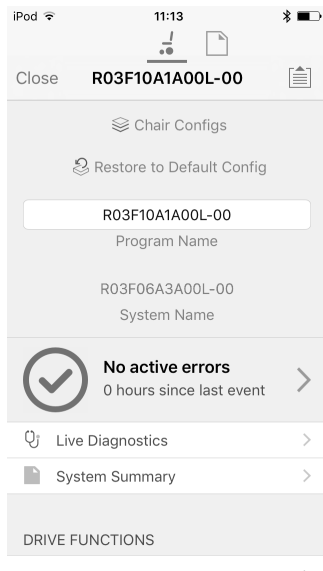 iPod 11:13
Close R03F10A1A00L-00
Chair Configs
Restore to Default Config
R03F10A1A00L-00
Program Name
R03F06A3A00L-00
System Name
No active errors
0 hours since last event
Live Diagnostics
System Summary
DRIVE FUNCTIONS